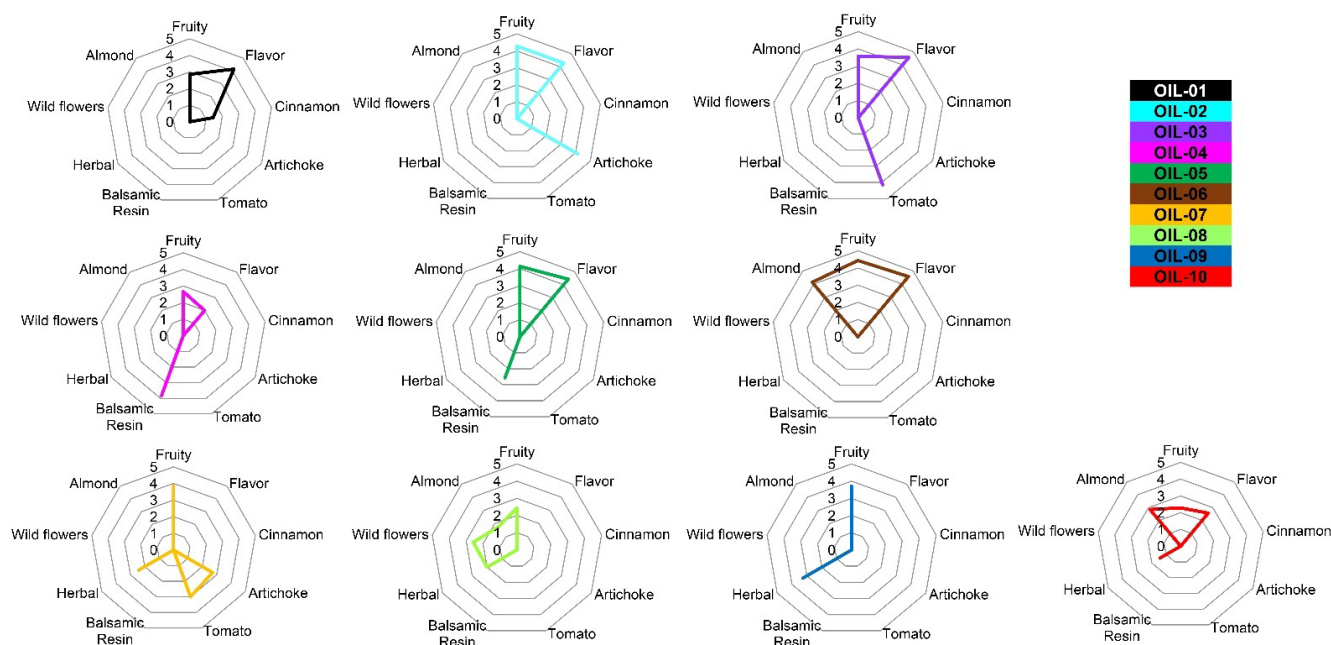 Fruity
Flavor
Cinnamon
Artichoke
Tomato
Balsamic
Resin
Herbal
Wild flowers
Almond
5
4
3
2
1
0
Fruity
Flavor
Cinnamon
Artichoke
Tomato
Balsamic
Resin
Herbal
Wild flowers
Almond
5
4
3
2
1
0
Fruity
Flavor
Cinnamon
Artichoke
Tomato
Balsamic
Resin
Herbal
Wild flowers
Almond
5
4
3
2
1
0
OIL-01
OIL-02
OIL-03
OIL-04
OIL-05
OIL-06
OIL-07
OIL-08
OIL-09
OIL-10
Fruity
Flavor
Cinnamon
Artichoke
Tomato
Balsamic
Resin
Herbal
Wild flowers
Almond
5
4
3
2
1
0
Fruity
Flavor
Cinnamon
Artichoke
Tomato
Balsamic
Resin
Herbal
Wild flowers
Almond
5
4
3
2
1
0
Fruity
Flavor
Cinnamon
Artichoke
Tomato
Balsamic
Resin
Herbal
Wild flowers
Almond
5
4
3
2
1
0
Fruity
Flavor
Cinnamon
Artichoke
Tomato
Balsamic
Resin
Herbal
Wild flowers
Almond
5
4
3
2
1
0
Fruity
Flavor
Cinnamon
Artichoke
Tomato
Balsamic
Resin
Herbal
Wild flowers
Almond
5
4
3
2
1
0
Fruity
Flavor
Cinnamon
Artichoke
Tomato
Balsamic
Resin
Herbal
Wild flowers
Almond
5
4
3
2
1
0
Fruity
Flavor
Cinnamon
Artichoke
Tomato
Balsamic
Resin
Herbal
Wild flowers
Almond
5
4
3
2
1
0